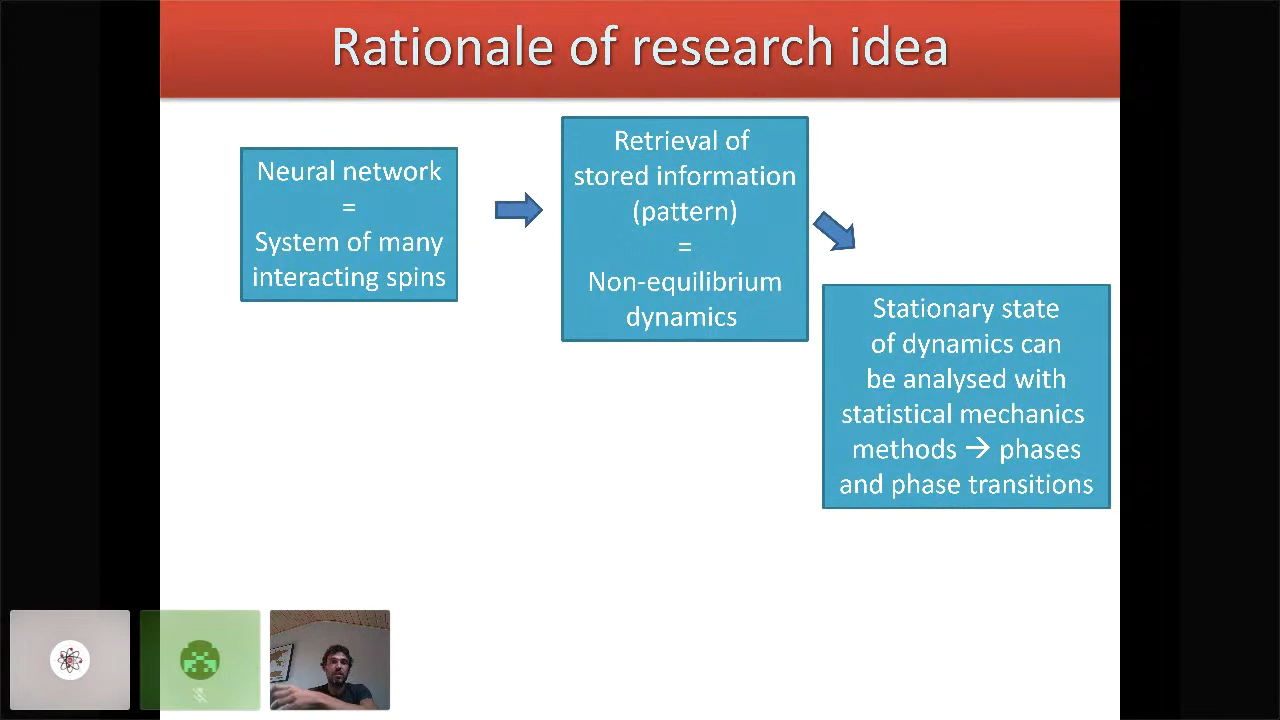 Rationale of research idea
Neural network
=
System of many
interacting spins
Retrieval of
stored information
(pattern)
=
Non-equilibrium
dynamics
Stationary state
of dynamics can
be analysed with
statistical mechanics
methods → phases
and phase transitions